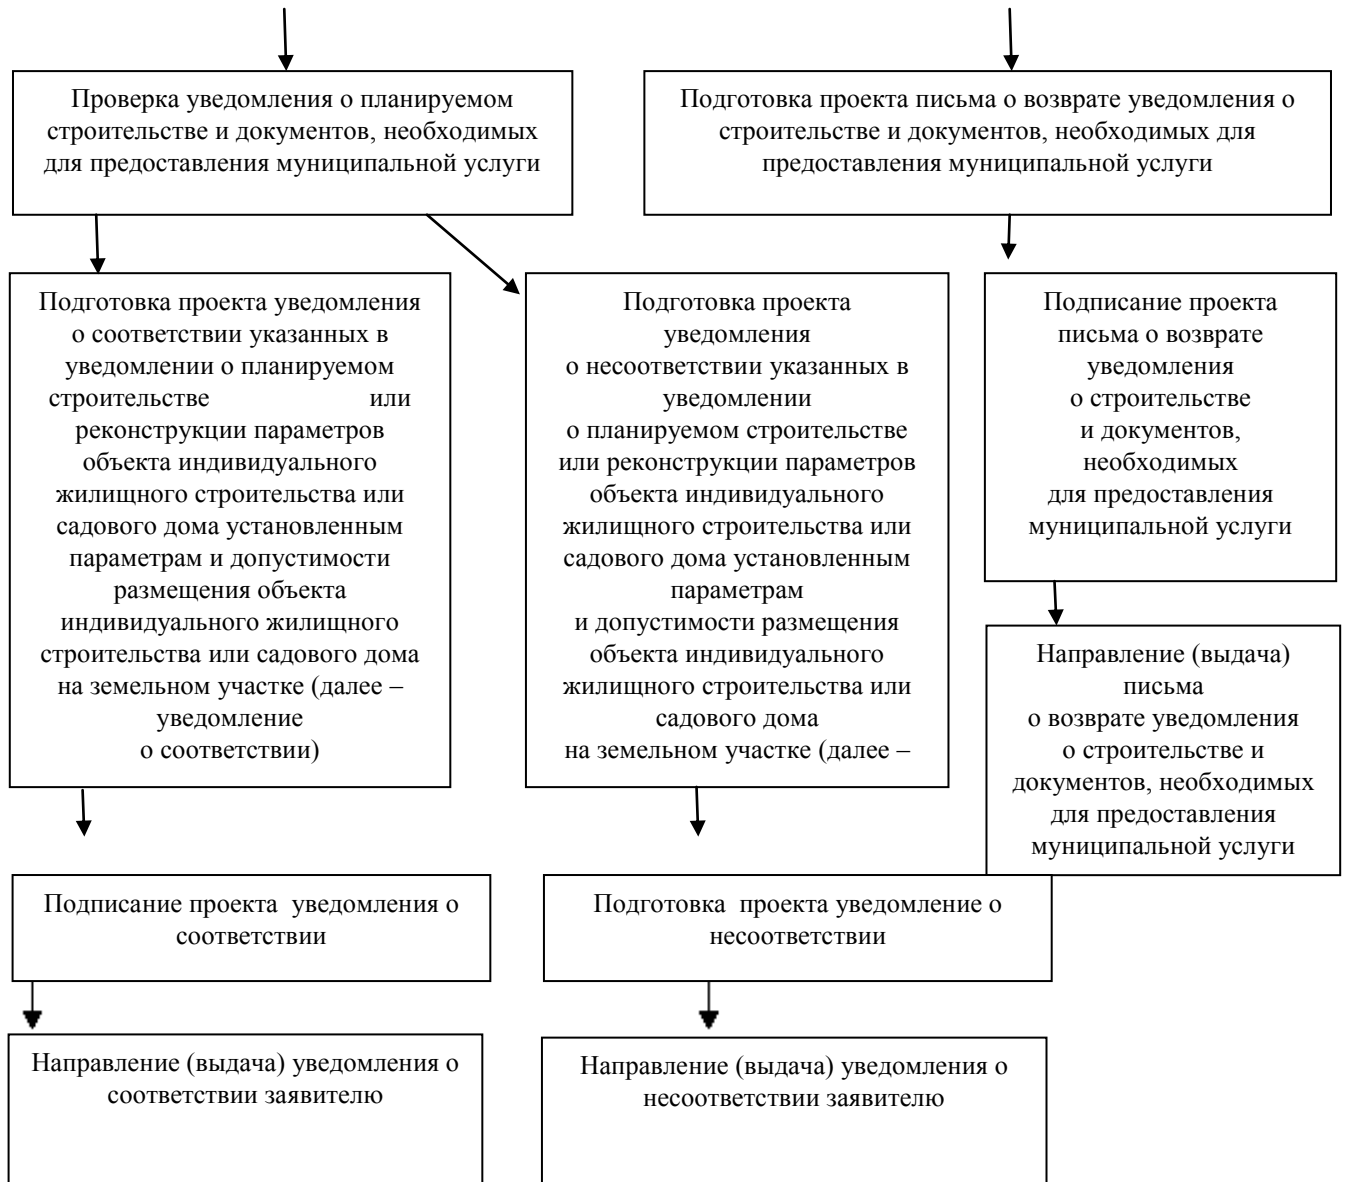 Проверка уведомления о планируемом
строительстве и документов, необходимых
для предоставления муниципальной услуги
Подготовка проекта письма о возврате уведомления о
строительстве и документов, необходимых для
предоставления муниципальной услуги
Подготовка проекта уведомления
о соответствии указанных в
уведомлении о планируемом
строительстве или
реконструкции параметров
объекта индивидуального
жилищного строительства или
садового дома установленным
параметрам и допустимости
размещения объекта
индивидуального жилищного
строительства или садового дома
на земельном участке (далее –
уведомление
о соответствии)
Подготовка проекта
уведомления
о несоответствии указанных в
уведомлении
о планируемом строительстве
или реконструкции параметров
объекта индивидуального
жилищного строительства или
садового дома установленным
параметрам
и допустимости размещения
объекта индивидуального
жилищного строительства или
садового дома
на земельном участке (далее –
Подписание проекта
письма о возврате
уведомления
о строительстве
и документов,
необходимых
для предоставления
муниципальной услуги
Направление (выдача)
письма
о возврате уведомления
о строительстве и
документов, необходимых
для предоставления
муниципальной услуги
Подписание проекта  уведомления о
соответствии
Подготовка  проекта уведомление о
несоответствии
Направление (выдача) уведомления о
соответствии заявителю
Направление (выдача) уведомления о
несоответствии заявителю